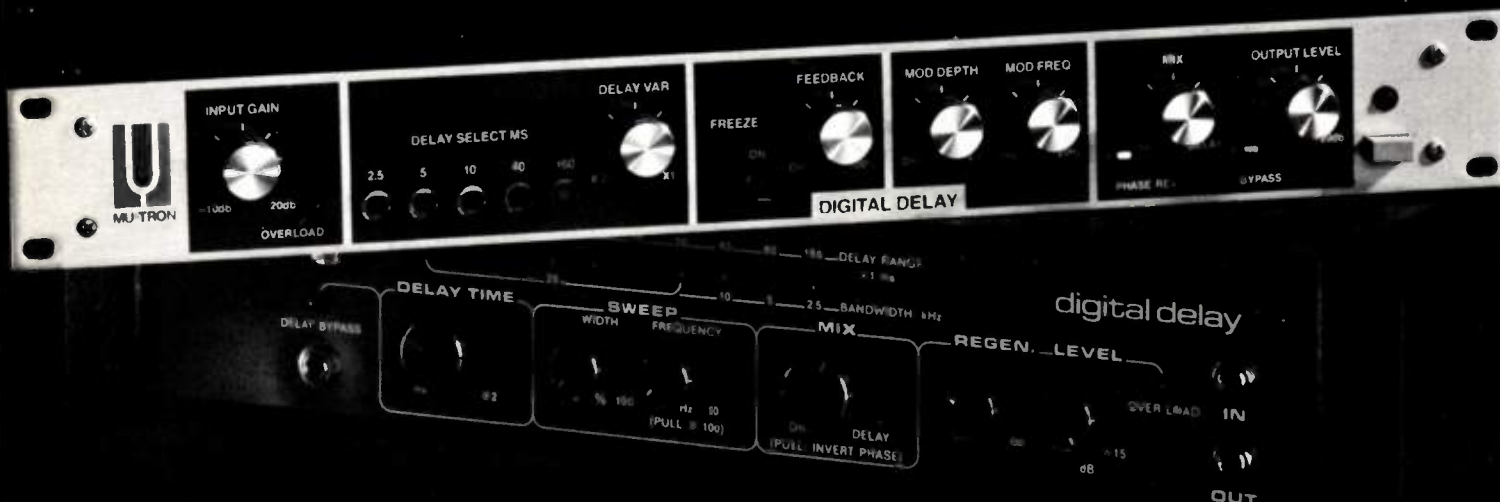 INPUT GAIN
-10db 20db
OVERLOAD
MU-TRON
DELAY SELECT MS
2.5 5 10 40 160
DELAY VAR
X1
FREEZE
FEEDBACK
DIGITAL DELAY
MOD DEPTH MOD FREQ
MIX OUTPUT LEVEL
PHASE
BYPASS
DELAY RANGE
10 5 2.5 BANDWIDTH kHz
digital delay
DELAY BYPASS
DELAY TIME
SWEEP
WIDTH FREQUENCY
% 100
Hz
(PULL 100)
MIX
DELAY
(PULL INVERT PHASE)
REGEN. LEVEL
OVERLOAD
+15
dB
IN
OUT